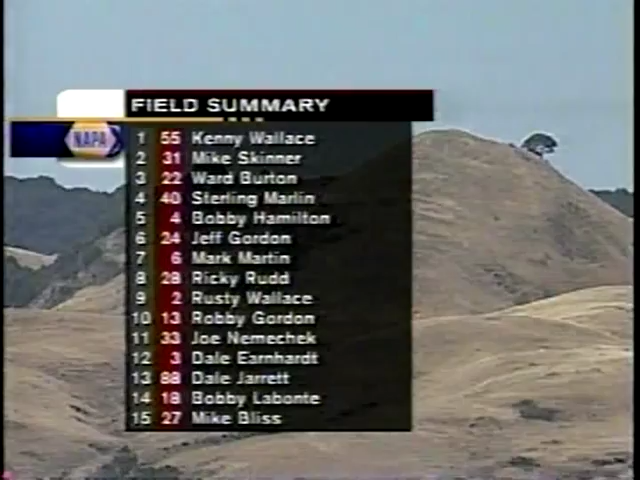 FIELD SUMMARY
NAPA
1 55 Kenny Wallace
2 31 Mike Skinner
3 22 Ward Burton
4 40 Sterling Marlin
5 4 Bobby Hamilton
6 24 Jeff Gordon
7 6 Mark Martin
8 28 Ricky Rudd
9 2 Rusty Wallace
10 13 Robby Gordon
11 33 Joe Nemechek
12 3 Dale Earnhardt
13 88 Dale Jarrett
14 18 Bobby Labonte
15 27 Mike Bliss